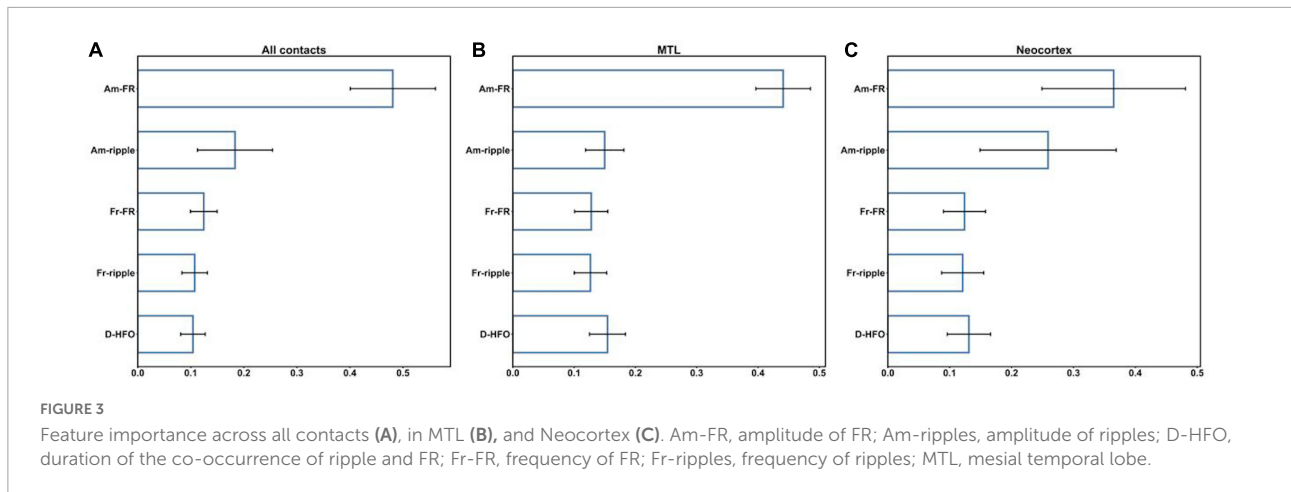 A All contacts
Am-FR
Am-ripple
Fr-FR
Fr-ripple
D-HFO
0.0 0.1 0.2 0.3 0.4 0.5
B MTL
Am-FR
Am-ripple
Fr-FR
Fr-ripple
D-HFO
0.0 0.1 0.2 0.3 0.4 0.5
C Neocortex
Am-FR
Am-ripple
Fr-FR
Fr-ripple
D-HFO
0.0 0.1 0.2 0.3 0.4 0.5
FIGURE 3
Feature importance across all contacts (A), in MTL (B), and Neocortex (C). Am-FR, amplitude of FR; Am-ripples, amplitude of ripples; D-HFO,
duration of the co-occurrence of ripple and FR; Fr-FR, frequency of FR; Fr-ripples, frequency of ripples; MTL, mesial temporal lobe.